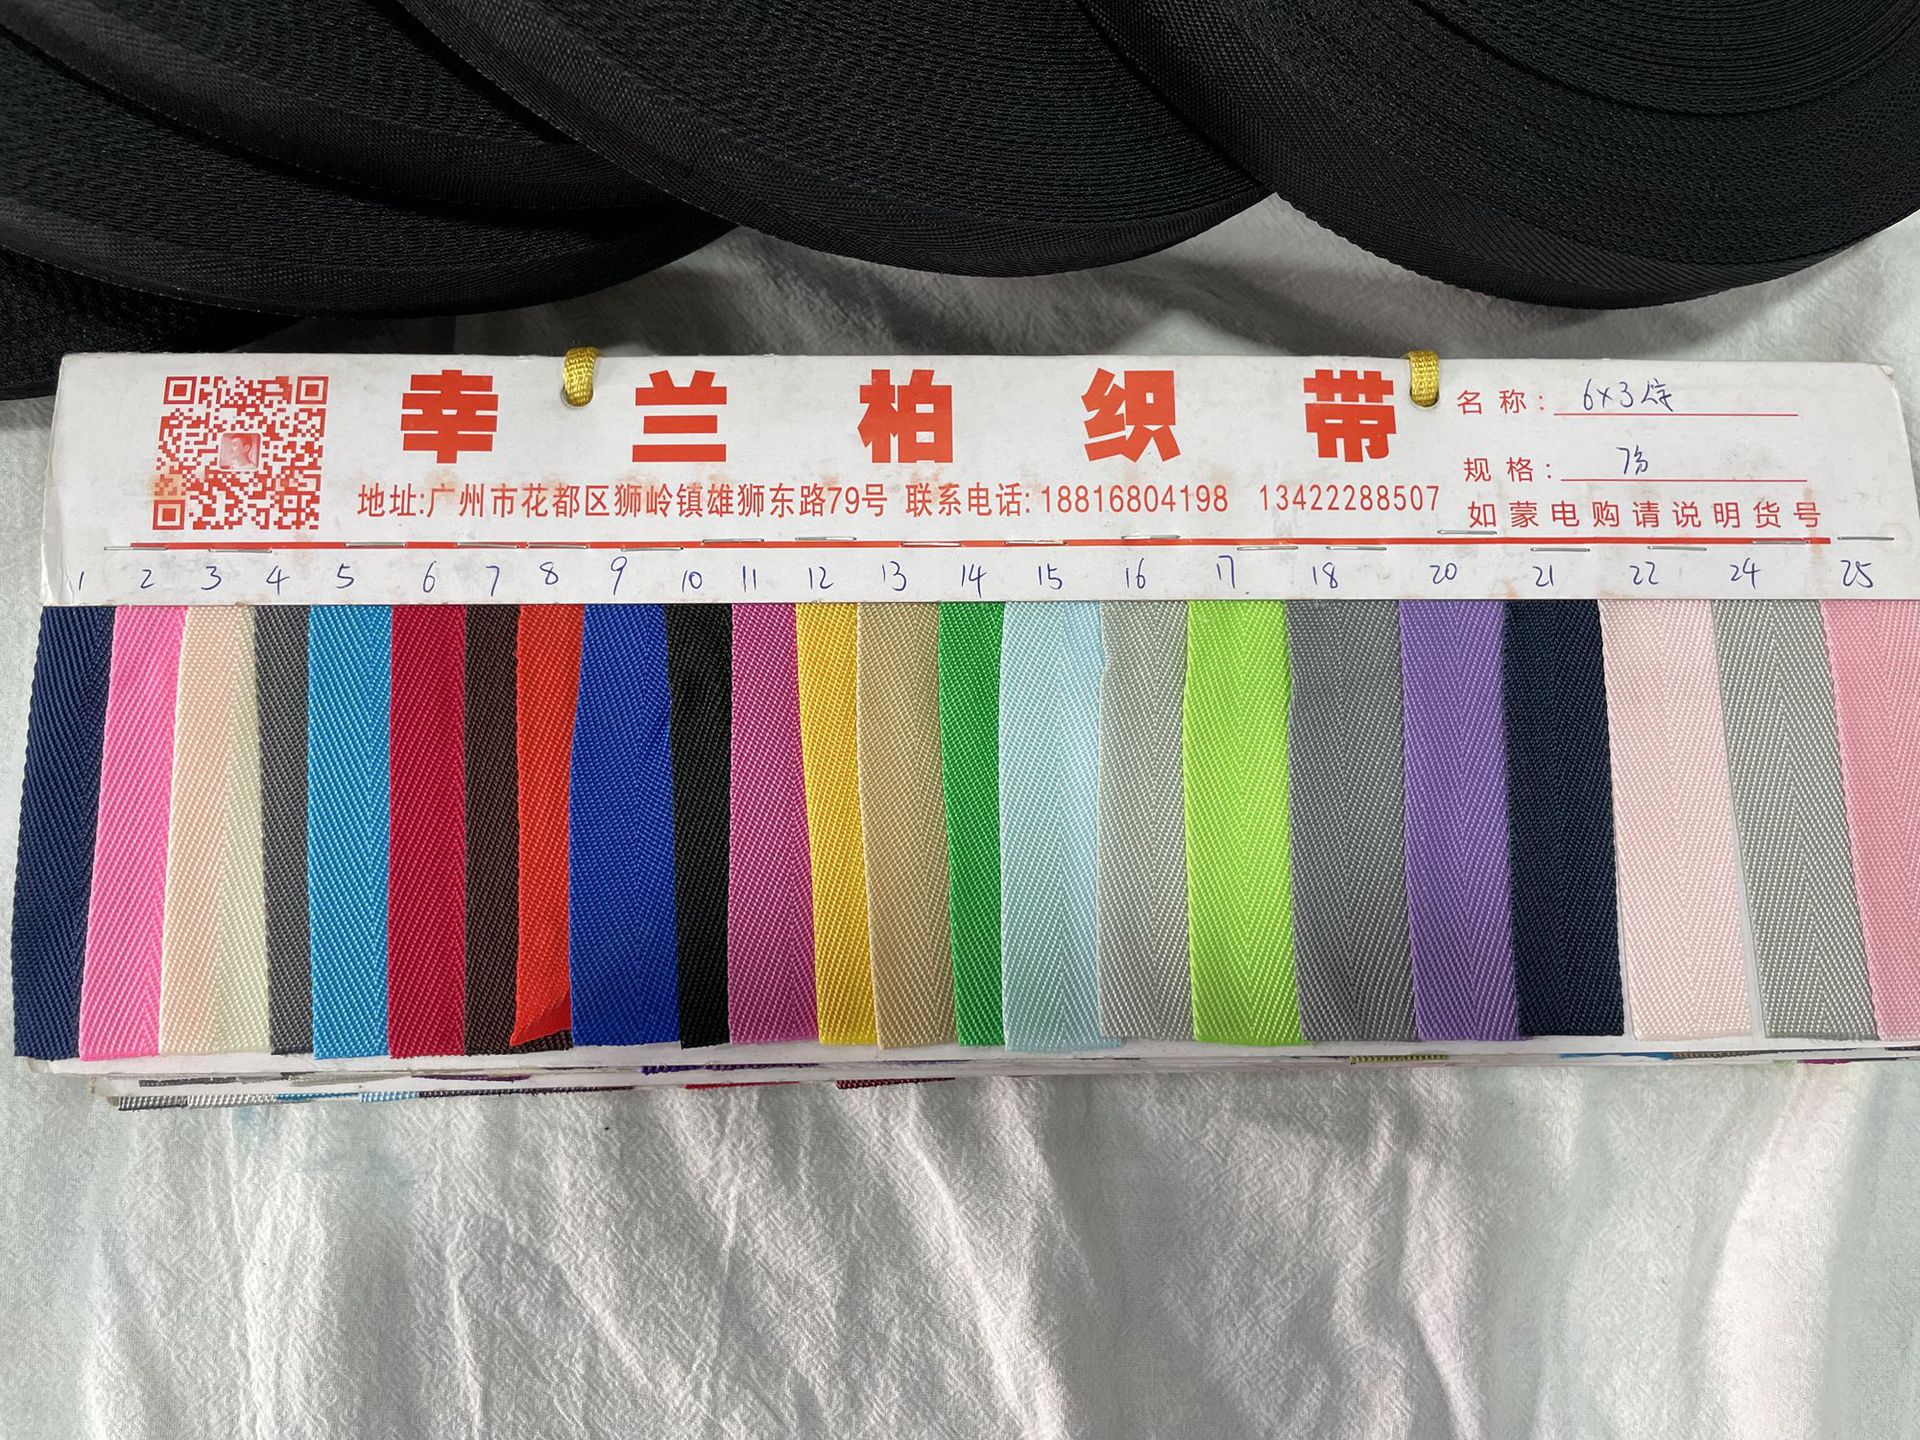 幸兰柏织带
名称: 6×3坑
地址:广州市花都区狮岭镇雄狮东路79号 联系电话: 18816804198 13422288507
规格: 7分
如蒙电购请说明货号
1 2 3 4 5 6 7 8 9 10 11 12 13 14 15 16 17 18 20 21 22 24 25